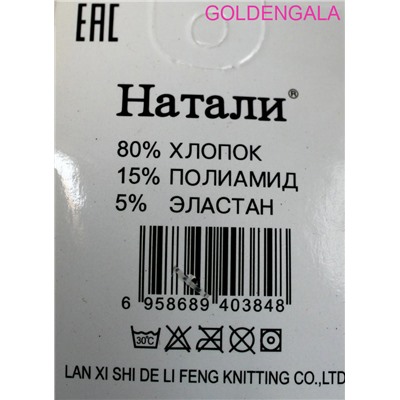 EAC
GOLDENGALA
Натали®
80% ХЛОПОК
15% ПОЛИАМИД
5% ЭЛАСТАН
6 958689 403848
30°C
LAN XI SHI DE LI FENG KNITTING CO.,LTD